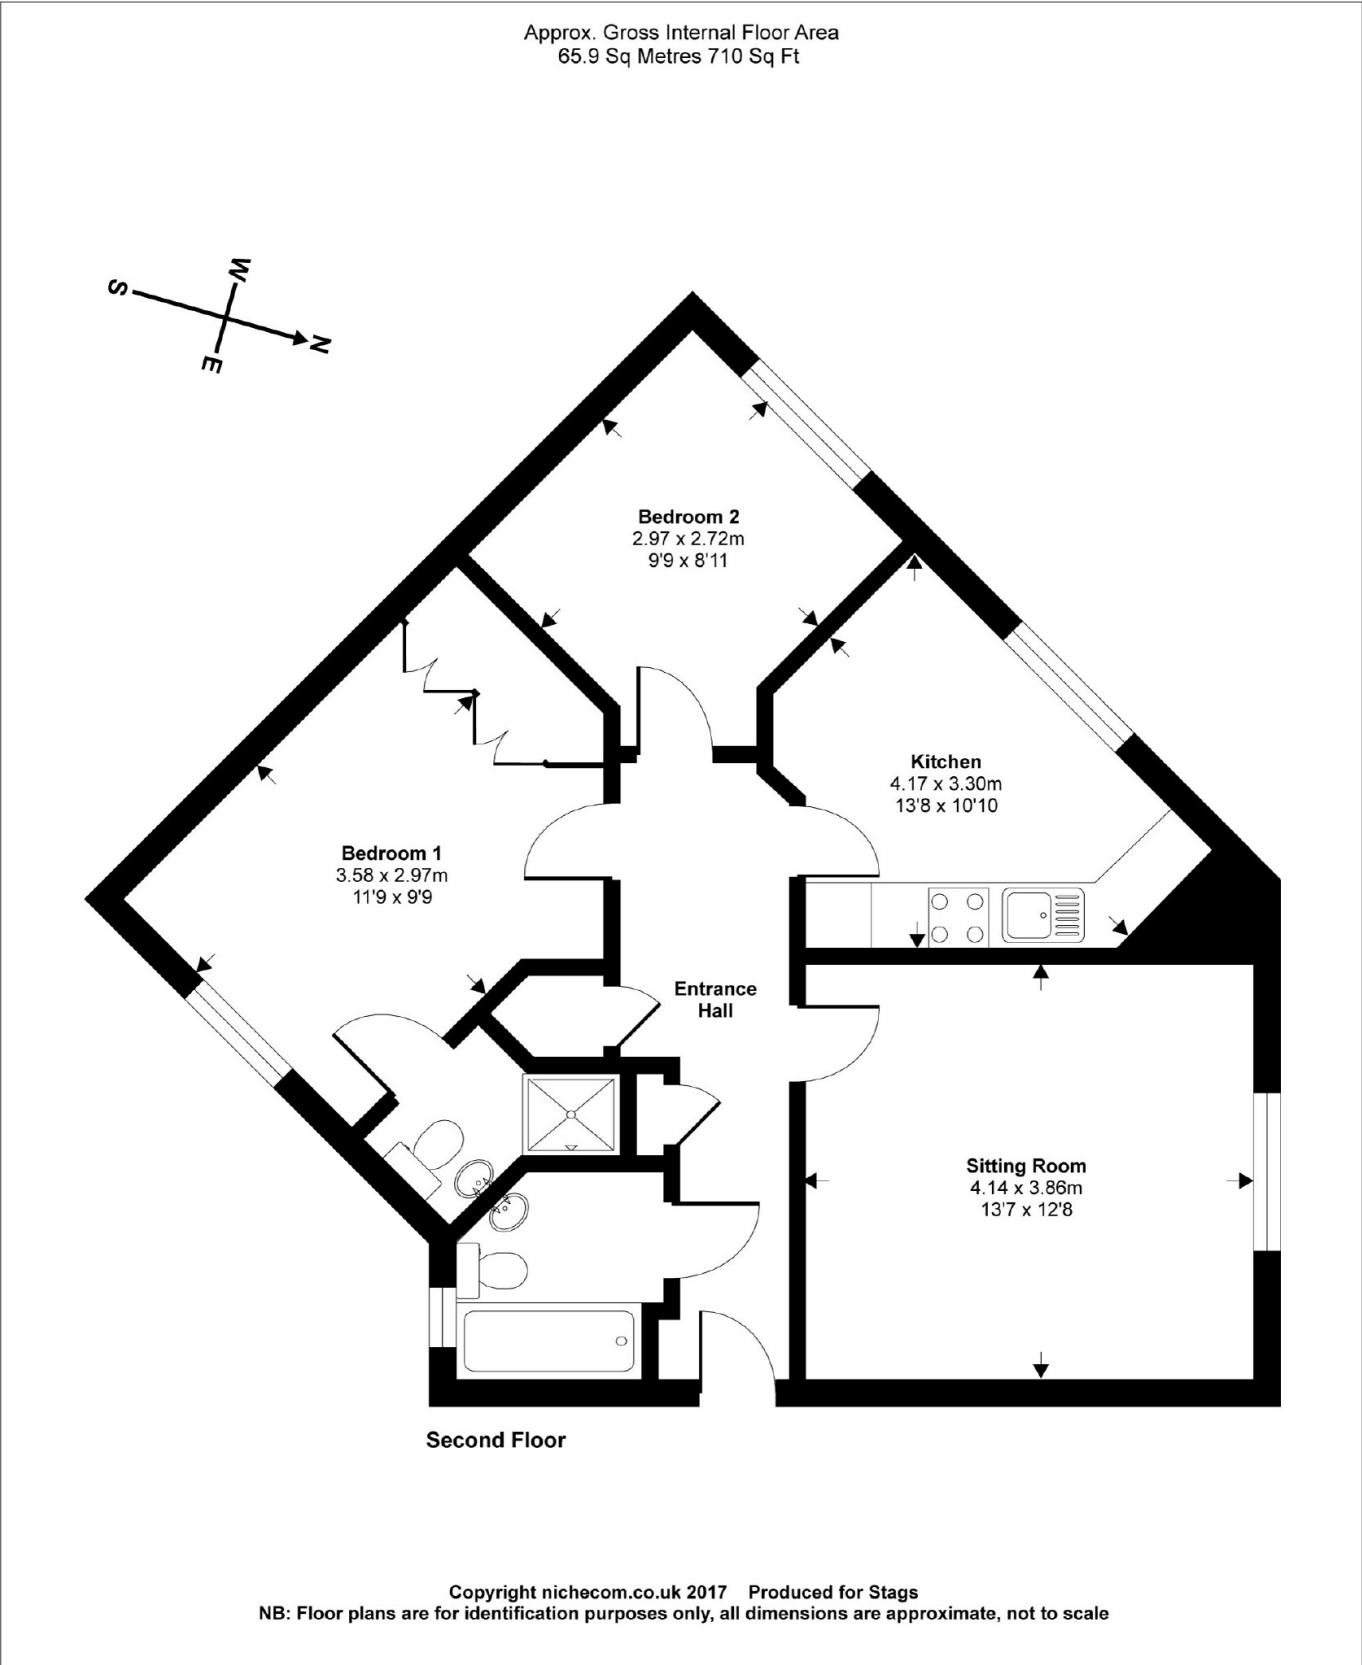 Approx. Gross Internal Floor Area
65.9 Sq Metres 710 Sq Ft
W
S
N
E
Bedroom 2
2.97 x 2.72m
9'9 x 8'11
Kitchen
4.17 x 3.30m
13'8 x 10'10
Bedroom 1
3.58 x 2.97m
11'9 x 9'9
Entrance
Hall
Sitting Room
4.14 x 3.86m
13'7 x 12'8
Second Floor
Copyright nichecom.co.uk 2017 Produced for Stags
NB: Floor plans are for identification purposes only, all dimensions are approximate, not to scale